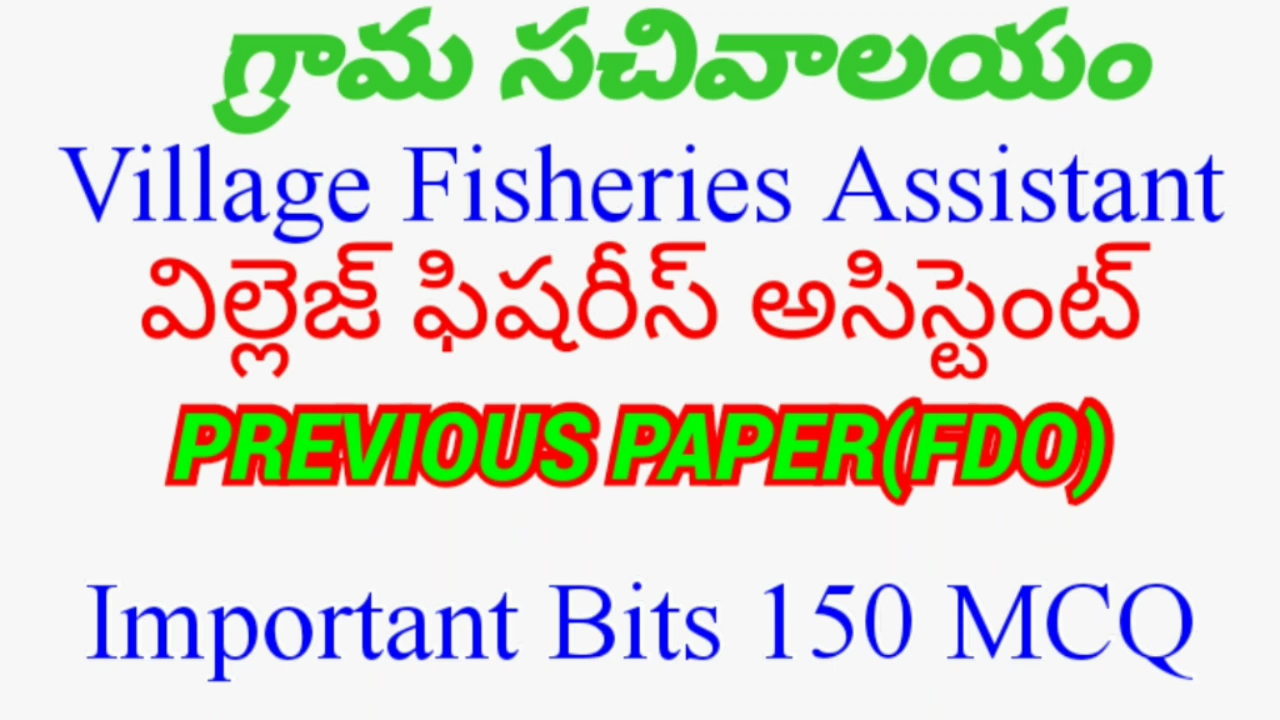 గ్రామ సచివాలయం
Village Fisheries Assistant
విల్లెజ్ ఫిషరీస్ అసిస్టెంట్
PREVIOUS PAPER(FDO)
Important Bits 150 MCQ